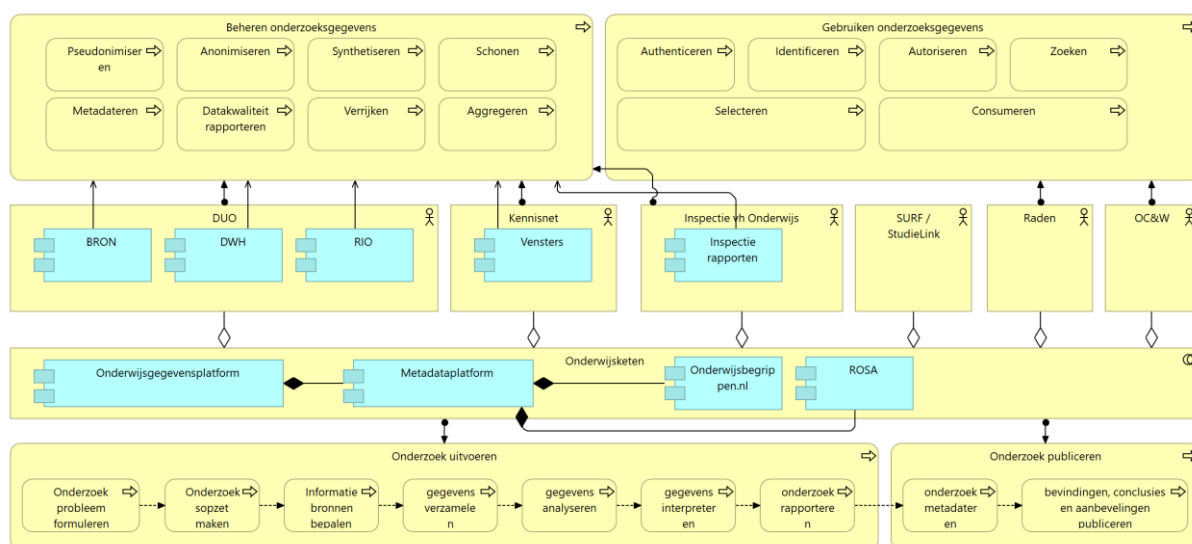 Beheren onderzoeksgegevens
Pseudonimiser
en
Anonimiseren
Synthetiseren
Schonen
Metadateren
Datakwaliteit
rapporteren
Verrijken
Aggregeren
Gebruiken onderzoeksgegevens
Authenticeren
Identificeren
Autoriseren
Zoeken
Selecteren
Consumeren
DUO
BRON
DWH
RIO
Kennisnet
Vensters
Inspectie vh Onderwijs
Inspectie
rapporten
SURF /
StudieLink
Raden
OC&W
Onderwijsketen
Onderwijsgegevensplatform
Metadataplatform
Onderwijsbegrip
pen.nl
ROSA
Onderzoek uitvoeren
Onderzoek
probleem
formuleren
Onderzoek
sopzet
maken
Informatie
bronnen
bepalen
gegevens
verzamele
n
gegevens
analyseren
gegevens
interpreter
en
onderzoek
rapportere
n
Onderzoek publiceren
onderzoek
metadater
en
bevindingen, conclusies
en aanbevelingen
publiceren